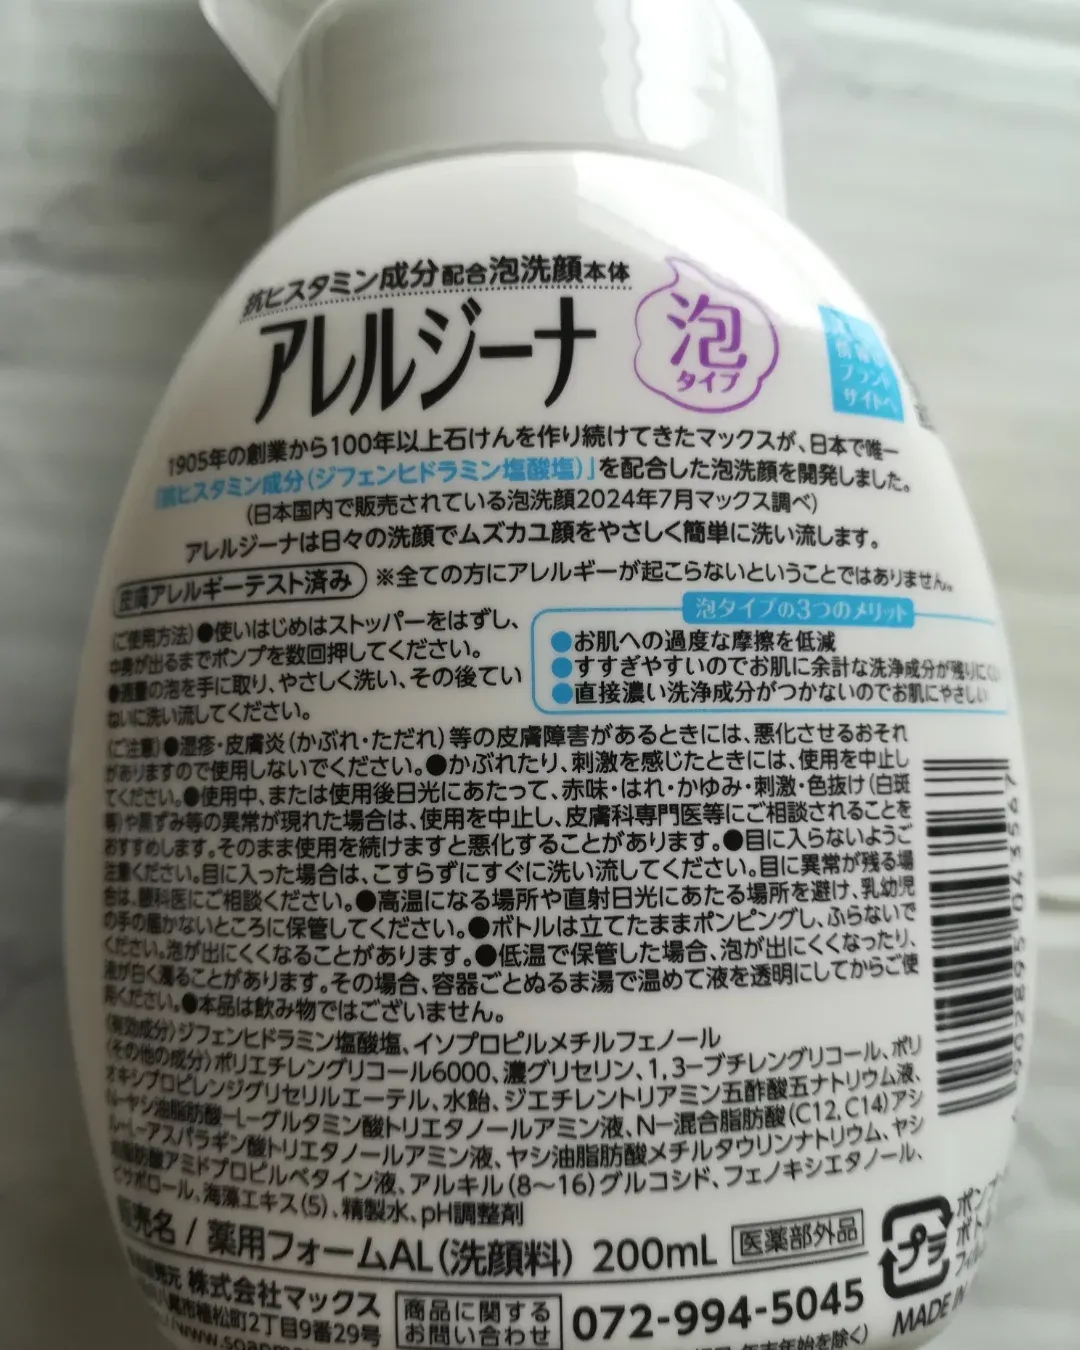 抗ヒスタミン成分配合泡洗顔本体
アレルジーナ
泡
タイプ
ブランド
サイトへ
1905年の創業から100年以上石けんを作り続けてきたマックスが、日本で唯一
「抗ヒスタミン成分(ジフェンヒドラミン塩酸塩)」を配合した泡洗顔を開発しました。
(日本国内で販売されている泡洗顔2024年7月マックス調べ)
アレルジーナは日々の洗顔でムズカユ顔をやさしく簡単に洗い流します。
皮膚アレルギーテスト済み ※全ての方にアレルギーが起こらないということではありません。
〈ご使用方法〉●使いはじめはストッパーをはずし、
中身が出るまでポンプを数回押してください。
●適量の泡を手に取り、やさしく洗い、その後てい
ねいに洗い流してください。
泡タイプの3つのメリット
●お肌への過度な摩擦を低減
●すすぎやすいのでお肌に余計な洗浄成分が残りにくい
●直接濃い洗浄成分がつかないのでお肌にやさしい
〈ご注意〉●湿疹・皮膚炎(かぶれ・ただれ)等の皮膚障害があるときには、悪化させるおそれ
がありますので使用しないでください。●かぶれたり、刺激を感じたときには、使用を中止し
てください。●使用中、または使用後日光にあたって、赤味・はれ・かゆみ・刺激・色抜け(白斑
等)や黒ずみ等の異常が現れた場合は、使用を中止し、皮膚科専門医等にご相談されることを
おすすめします。そのまま使用を続けますと悪化することがあります。●目に入らないようご
注意ください。目に入った場合は、こすらずにすぐに洗い流してください。目に異常が残る場
合は、眼科医にご相談ください。●高温になる場所や直射日光にあたる場所を避け、乳幼児
の手の届かないところに保管してください。●ボトルは立てたままポンピングし、ふらないで
ください。泡が出にくくなることがあります。●低温で保管した場合、泡が出にくくなったり、
液が白く濁ることがあります。その場合、容器ごとぬるま湯で温めて液を透明にしてからご使
用ください。●本品は飲み物ではございません。
〈有効成分〉ジフェンヒドラミン塩酸塩、イソプロピルメチルフェノール
〈その他の成分〉ポリエチレングリコール6000、濃グリセリン、1,3-ブチレングリコール、ポリ
オキシプロピレンジグリセリルエーテル、水飴、ジエチレントリアミン五酢酸五ナトリウム液、
N-ヤシ油脂肪酸-L-グルタミン酸トリエタノールアミン液、N-混合脂肪酸(C12,C14)アシ
ル-L-アスパラギン酸トリエタノールアミン液、ヤシ油脂肪酸メチルタウリンナトリウム、ヤシ
油脂肪酸アミドプロピルベタイン液、アルキル(8~16)グルコシド、フェノキシエタノール、
ビサボロール、海藻エキス(5)、精製水、pH調整剤
販売名/薬用フォームAL(洗顔料) 200mL 医薬部外品
プラ
ボトル
発売元 株式会社マックス
八尾市植松町2丁目9番29号
商品に関する
お問い合わせ
072-994-5045
年末年始を除く)
MADE IN